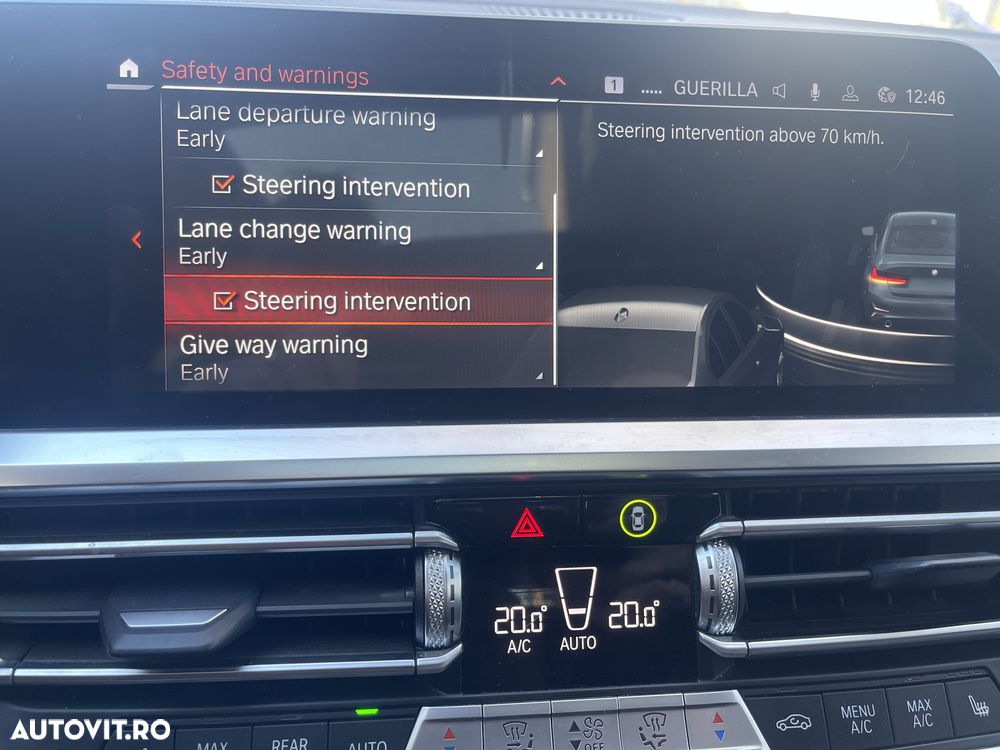 Safety and warnings
1
GUERILLA
12:46
Lane departure warning
Early
Steering intervention
Lane change warning
Early
Steering intervention
Give way warning
Early
Steering intervention above 70 km/h.
20.0° 20.0°
A/C AUTO
OFF
MENU
A/C
MAX
A/C
MAX
REAR
AUTO
AUTOVIT.RO